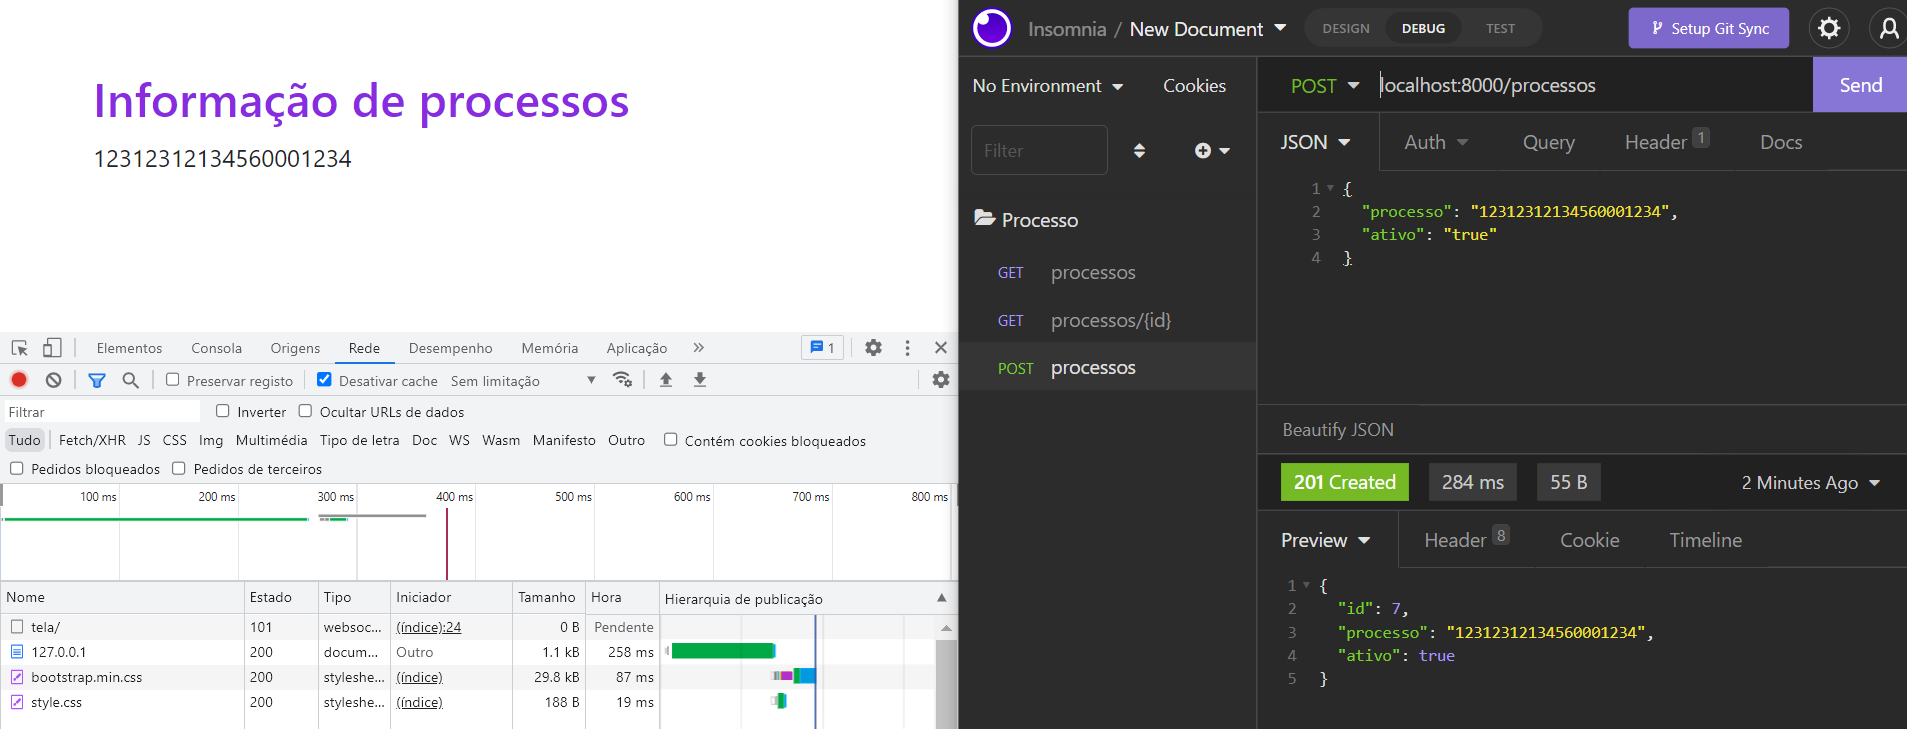 Informação de processos
12312312134560001234
Elementos Consola Origens Rede Desempenho Memória Aplicação » 1
Preservar registo Desativar cache Sem limitação
Filtrar Inverter Ocultar URLs de dados
Tudo Fetch/XHR JS CSS Img Multimédia Tipo de letra Doc WS Wasm Manifesto Outro Contém cookies bloqueados
Pedidos bloqueados Pedidos de terceiros
100 ms 200 ms 300 ms 400 ms 500 ms 600 ms 700 ms 800 ms
Nome Estado Tipo Iniciador Tamanho Hora Hierarquia de publicação
tela/ 101 websoc... (índice):24 0 B Pendente
127.0.0.1 200 docum... Outro 1.1 kB 258 ms
bootstrap.min.css 200 styleshe... (índice) 29.8 kB 87 ms
style.css 200 styleshe... (índice) 188 B 19 ms
Insomnia / New Document DESIGN DEBUG TEST Setup Git Sync
No Environment Cookies
Filter
Processo
GET processos
GET processos/{id}
POST processos
POST localhost:8000/processos Send
JSON Auth Query Header 1 Docs
1 {
2 "processo": "12312312134560001234",
3 "ativo": "true"
4 }
Beautify JSON
201 Created 284 ms 55 B 2 Minutes Ago
Preview Header 8 Cookie Timeline
1 {
2 "id": 7,
3 "processo": "12312312134560001234",
4 "ativo": true
5 }